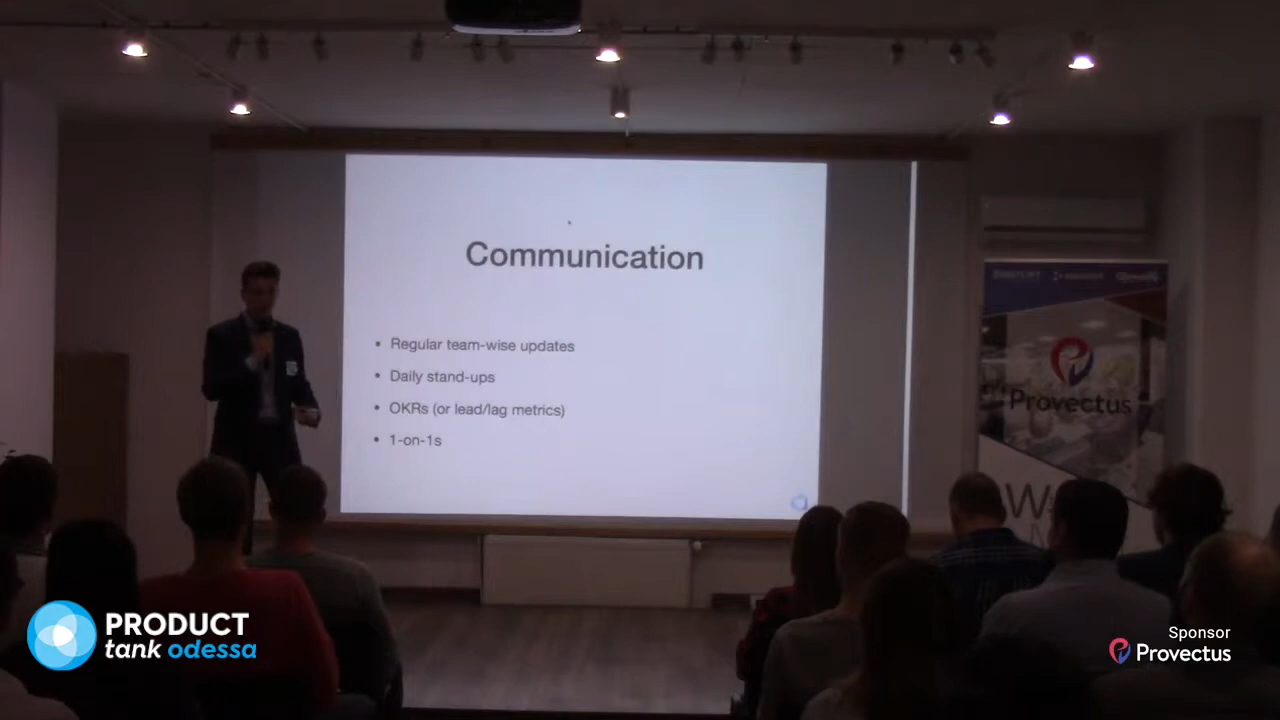 Communication
• Regular team-wise updates
• Daily stand-ups
• OKRs (or lead/lag metrics)
• 1-on-1s
Provectus
PRODUCT
tank odessa
Sponsor
Provectus